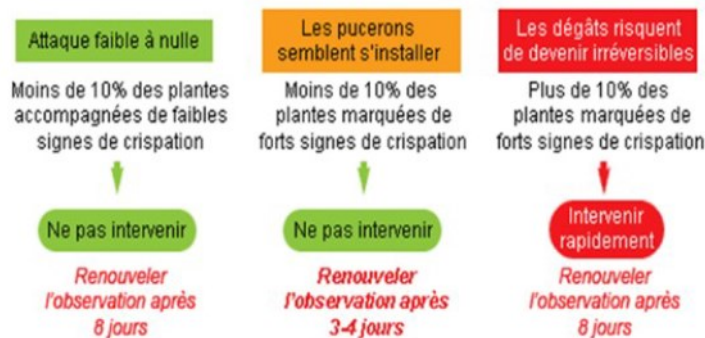 Attaque faible à nulle
Moins de 10% des plantes
accompagnées de faibles
signes de crispation
Ne pas intervenir
Renouveler
l'observation après
8 jours
Les pucerons
semblent s'installer
Moins de 10% des
plantes marquées de
forts signes de crispation
Ne pas intervenir
Renouveler
l'observation après
3-4 jours
Les dégâts risquent
de devenir irréversibles
Plus de 10% des
plantes marquées de
forts signes de crispation
Intervenir
rapidement
Renouveler
l'observation après
8 jours